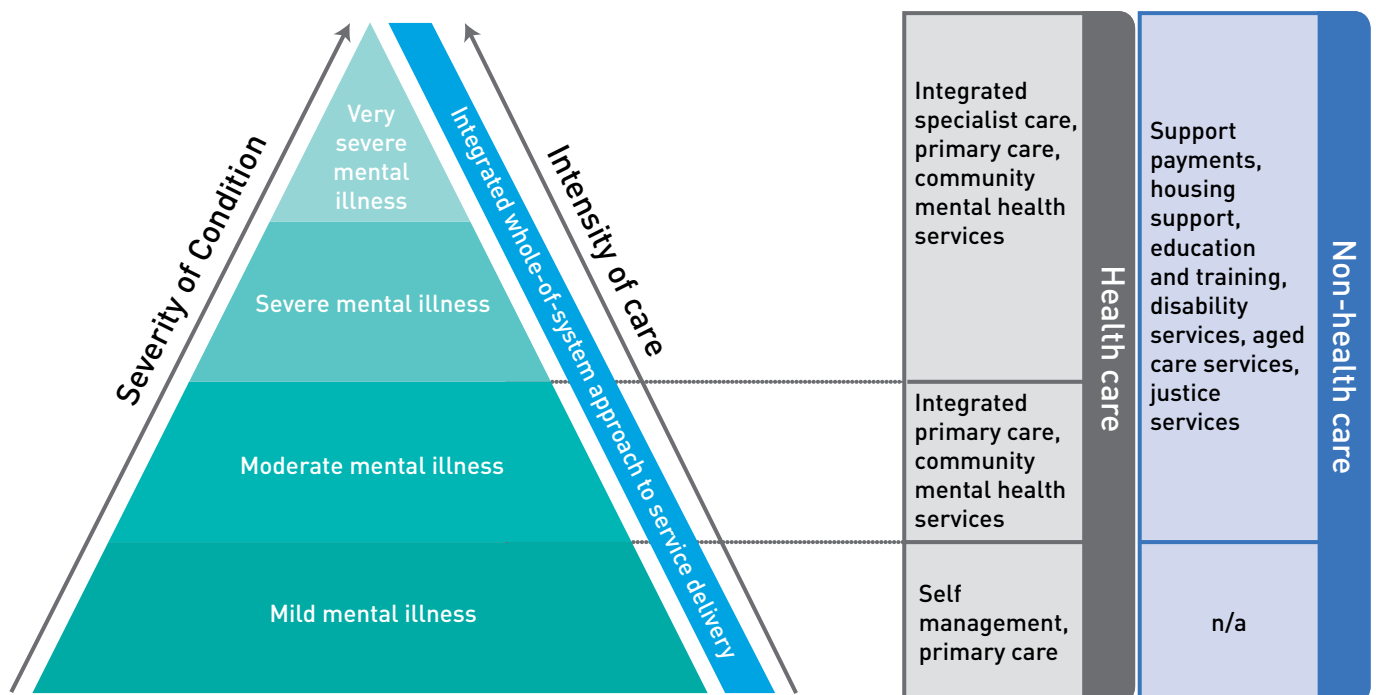 Severity of Condition
Very
severe
mental
illness
Severe mental illness
Moderate mental illness
Mild mental illness
Integrated whole-of-system approach to service delivery
Intensity of care
Integrated
specialist care,
primary care,
community
mental health
services
Integrated
primary care,
community
mental health
services
Self
management,
primary care
Health care
Support
payments,
housing
support,
education
and training,
disability
services, aged
care services,
justice
services
n/a
Non-health care